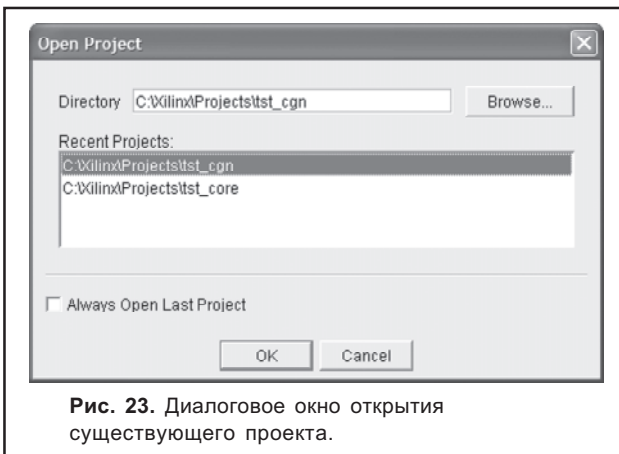 Open Project
Directory C:\Xilinx\Projects\tst_cgn Browse...
Recent Projects:
C:\Xilinx\Projects\tst_cgn
C:\Xilinx\Projects\tst_core
Always Open Last Project
OK Cancel
Рис. 23. Диалоговое окно открытия
существующего проекта.